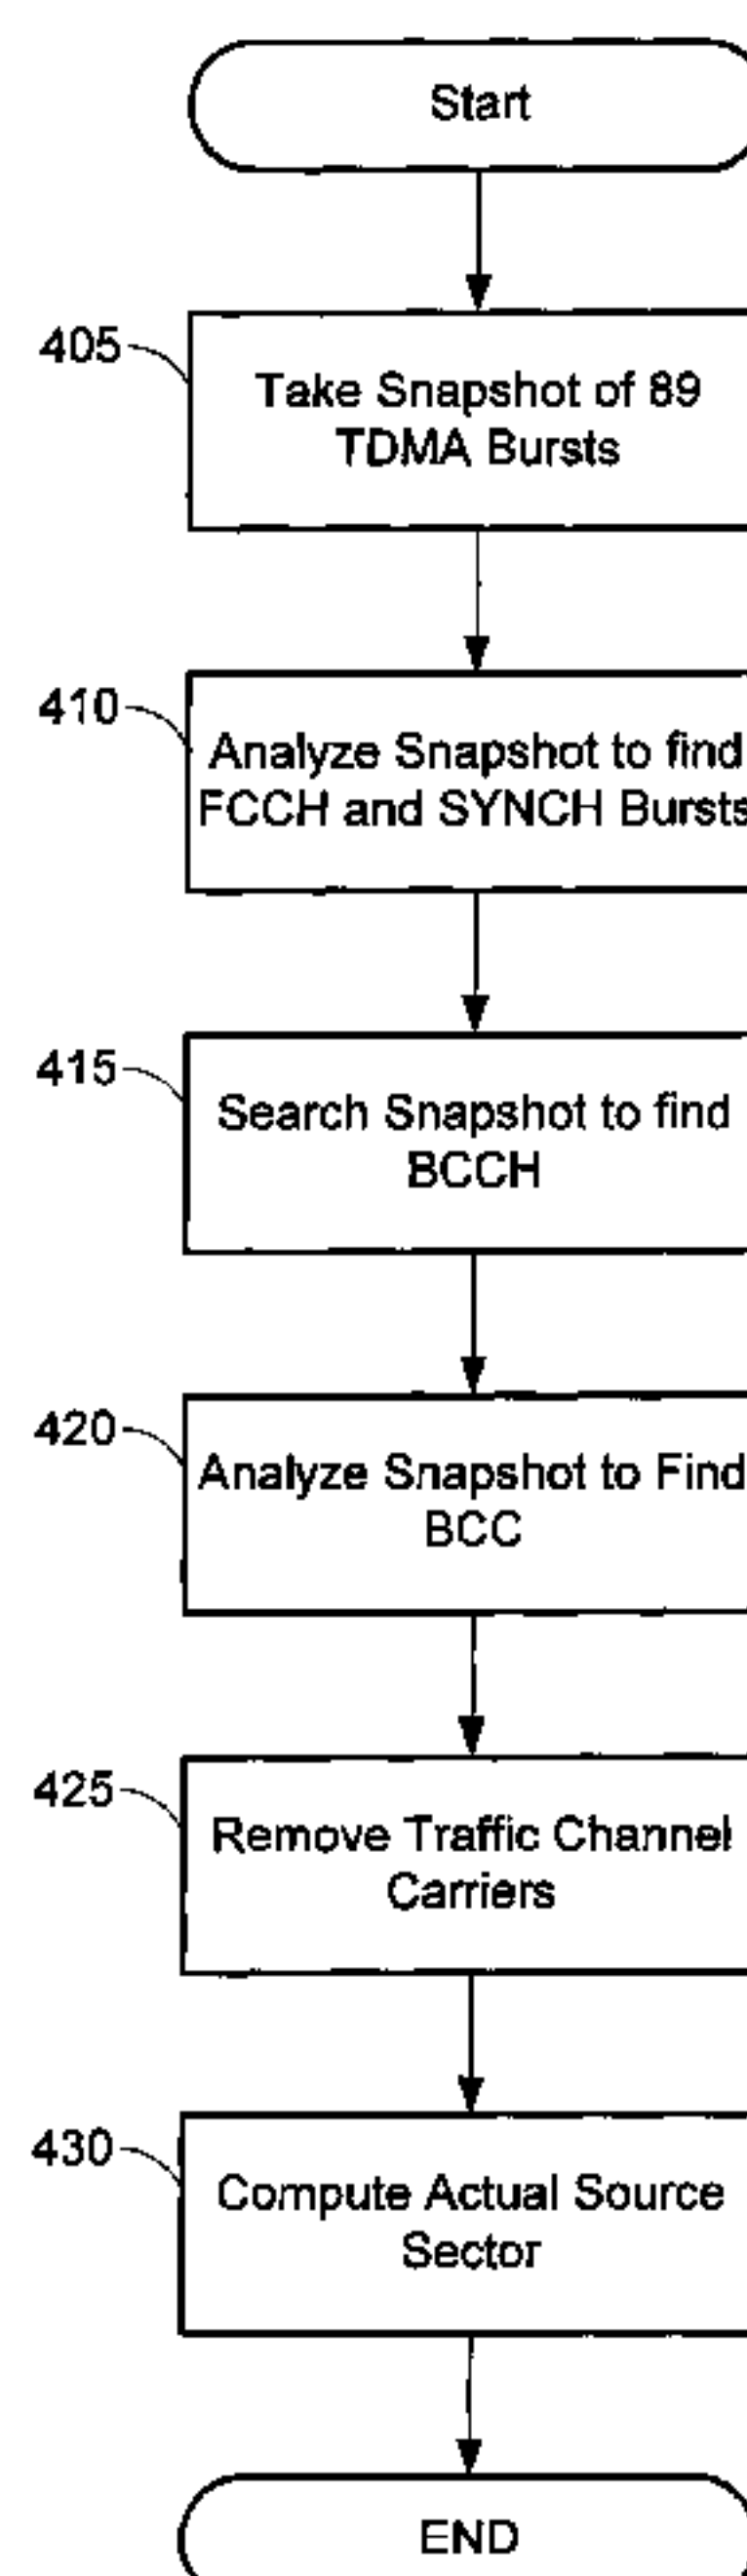 Start
405
Take Snapshot of 89
TDMA Bursts
410
Analyze Snapshot to find
FCCH and SYNCH Bursts
415
Search Snapshot to find
BCCH
420
Analyze Snapshot to Find
BCC
425
Remove Traffic Channel
Carriers
430
Compute Actual Source
Sector
END